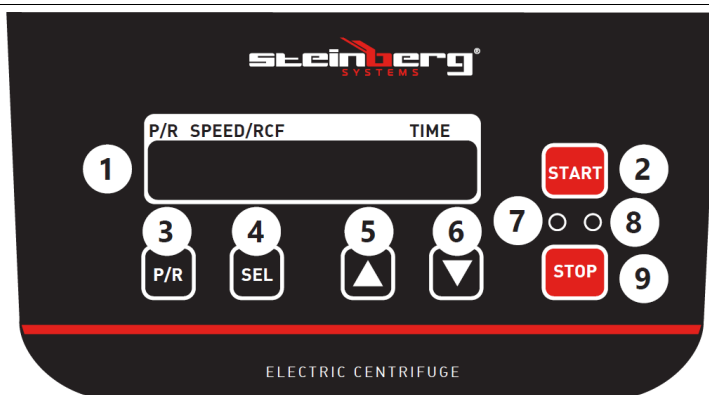 steinberg®
SYSTEMS
P/R SPEED/RCF TIME
1
START 2
3 4 5 6 7 8
P/R SEL STOP 9
ELECTRIC CENTRIFUGE